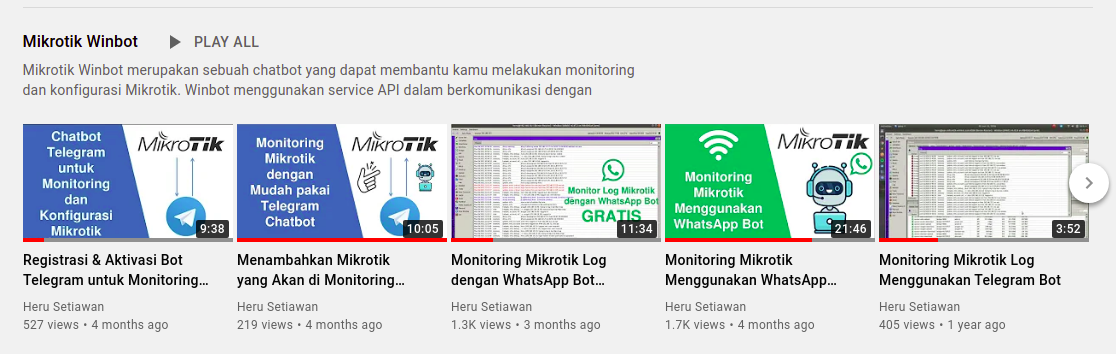 Mikrotik Winbot
PLAY ALL
Mikrotik Winbot merupakan sebuah chatbot yang dapat membantu kamu melakukan monitoring
dan konfigurasi Mikrotik. Winbot menggunakan service API dalam berkomunikasi dengan
Chatbot
Telegram
untuk
Monitoring
dan
Konfigurasi
Mikrotik
MikroTik
9:38
Monitoring
Mikrotik
dengan
Mudah pakai
Telegram
Chatbot
MikroTik
10:05
Monitor Log Mikrotik
dengan WhatsApp Bot
GRATIS
11:34
Monitoring
Mikrotik
Menggunakan
WhatsApp Bot
MikroTik
21:46
3:52
Registrasi & Aktivasi Bot
Telegram untuk Monitoring…
Heru Setiawan
527 views • 4 months ago
Menambahkan Mikrotik
yang Akan di Monitoring…
Heru Setiawan
219 views • 4 months ago
Monitoring Mikrotik Log
dengan WhatsApp Bot…
Heru Setiawan
1.3K views • 3 months ago
Monitoring Mikrotik
Menggunakan WhatsApp…
Heru Setiawan
1.7K views • 4 months ago
Monitoring Mikrotik Log
Menggunakan Telegram Bot
Heru Setiawan
405 views • 1 year ago